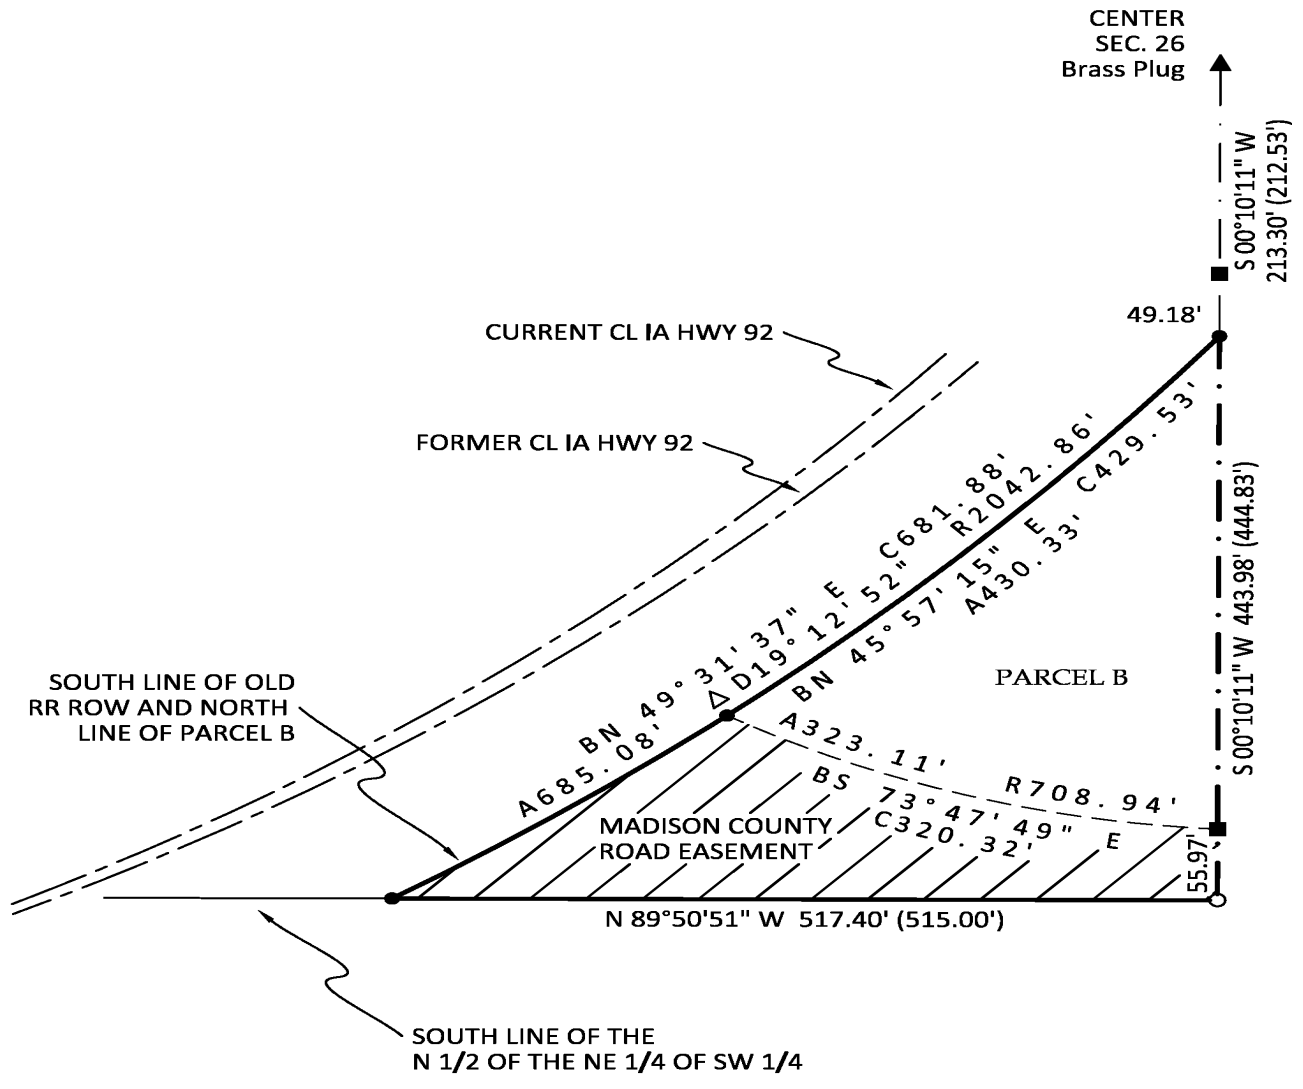 CENTER
SEC. 26
Brass Plug
S 00°10'11" W
213.30' (212.53')
49.18'
CURRENT CL IA HWY 92
FORMER CL IA HWY 92
BN 49° 31' 37" E C681.88'
A685.08' △ D19° 12' 52" R2042.86'
BN 45° 57' 15" E C429.53'
A430.33'
S 00°10'11" W 443.98' (444.83')
PARCEL B
SOUTH LINE OF OLD
RR ROW AND NORTH
LINE OF PARCEL B
A323.11' R708.94'
BS 73°47'49" E
C320.32'
MADISON COUNTY
ROAD EASEMENT
55.97'
N 89°50'51" W 517.40' (515.00')
SOUTH LINE OF THE
N 1/2 OF THE NE 1/4 OF SW 1/4